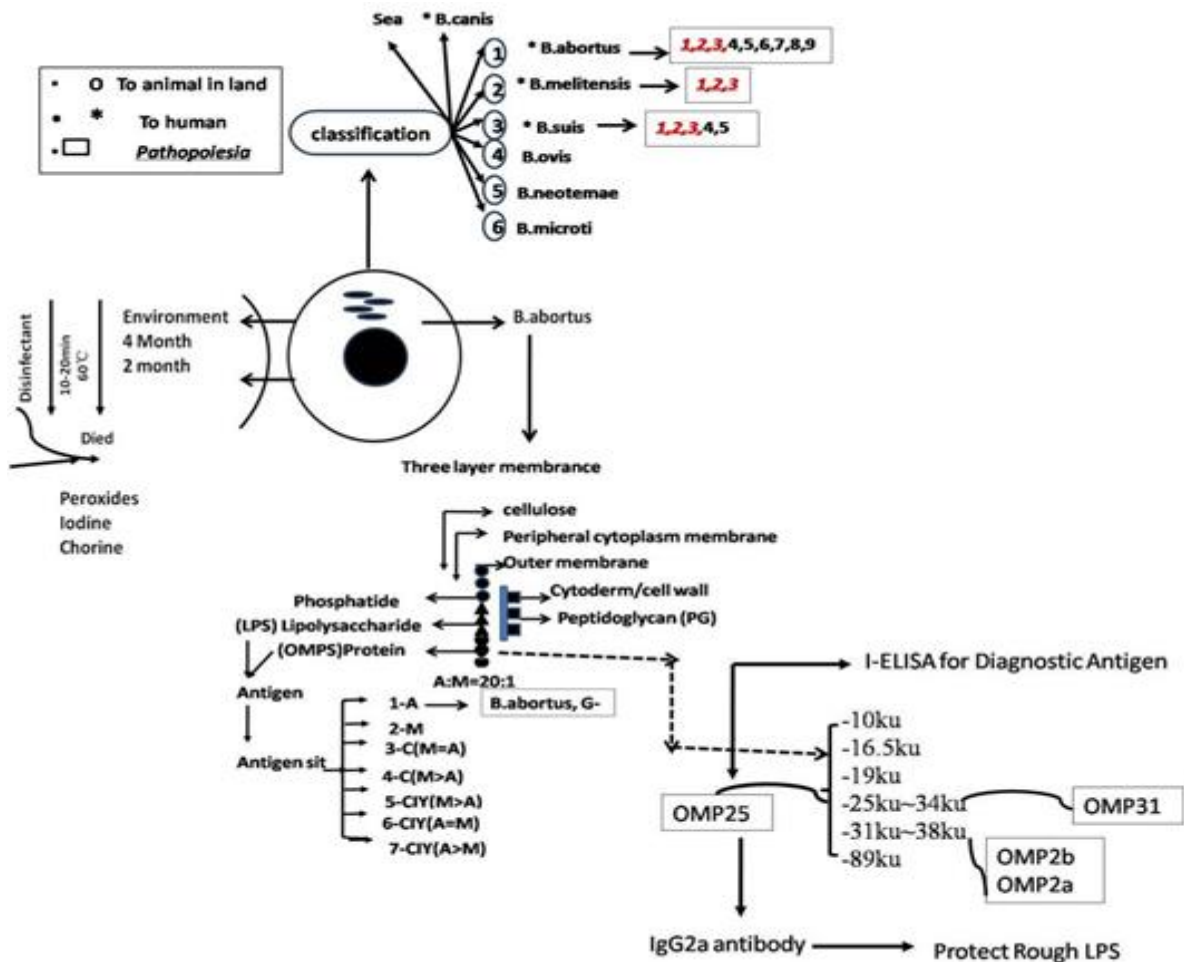 Sea
* B.canis
1
* B.abortus
1,2,3,4,5,6,7,8,9
2
* B.melitensis
1,2,3
3
* B.suis
1,2,3,4,5
4
B.ovis
5
B.neotemae
6
B.microti
classification
O To animal in land
* To human
Pathopoiesia
Disinfectant
10-20min
60℃
Died
Peroxides
Iodine
Chorine
Environment
4 Month
2 month
B.abortus
Three layer membrance
cellulose
Peripheral cytoplasm membrane
Outer membrane
Cytoderm/cell wall
Peptidoglycan (PG)
Phosphatide
(LPS) Lipolysaccharide
(OMPS)Protein
A:M=20:1
Antigen
Antigen sit
1-A
B.abortus, G-
2-M
3-C(M=A)
4-C(M>A)
5-CIY(M>A)
6-CIY(A=M)
7-CIY(A>M)
I-ELISA for Diagnostic Antigen
-10ku
-16.5ku
-19ku
-25ku~34ku
-31ku~38ku
-89ku
OMP25
OMP31
OMP2b
OMP2a
IgG2a antibody
Protect Rough LPS